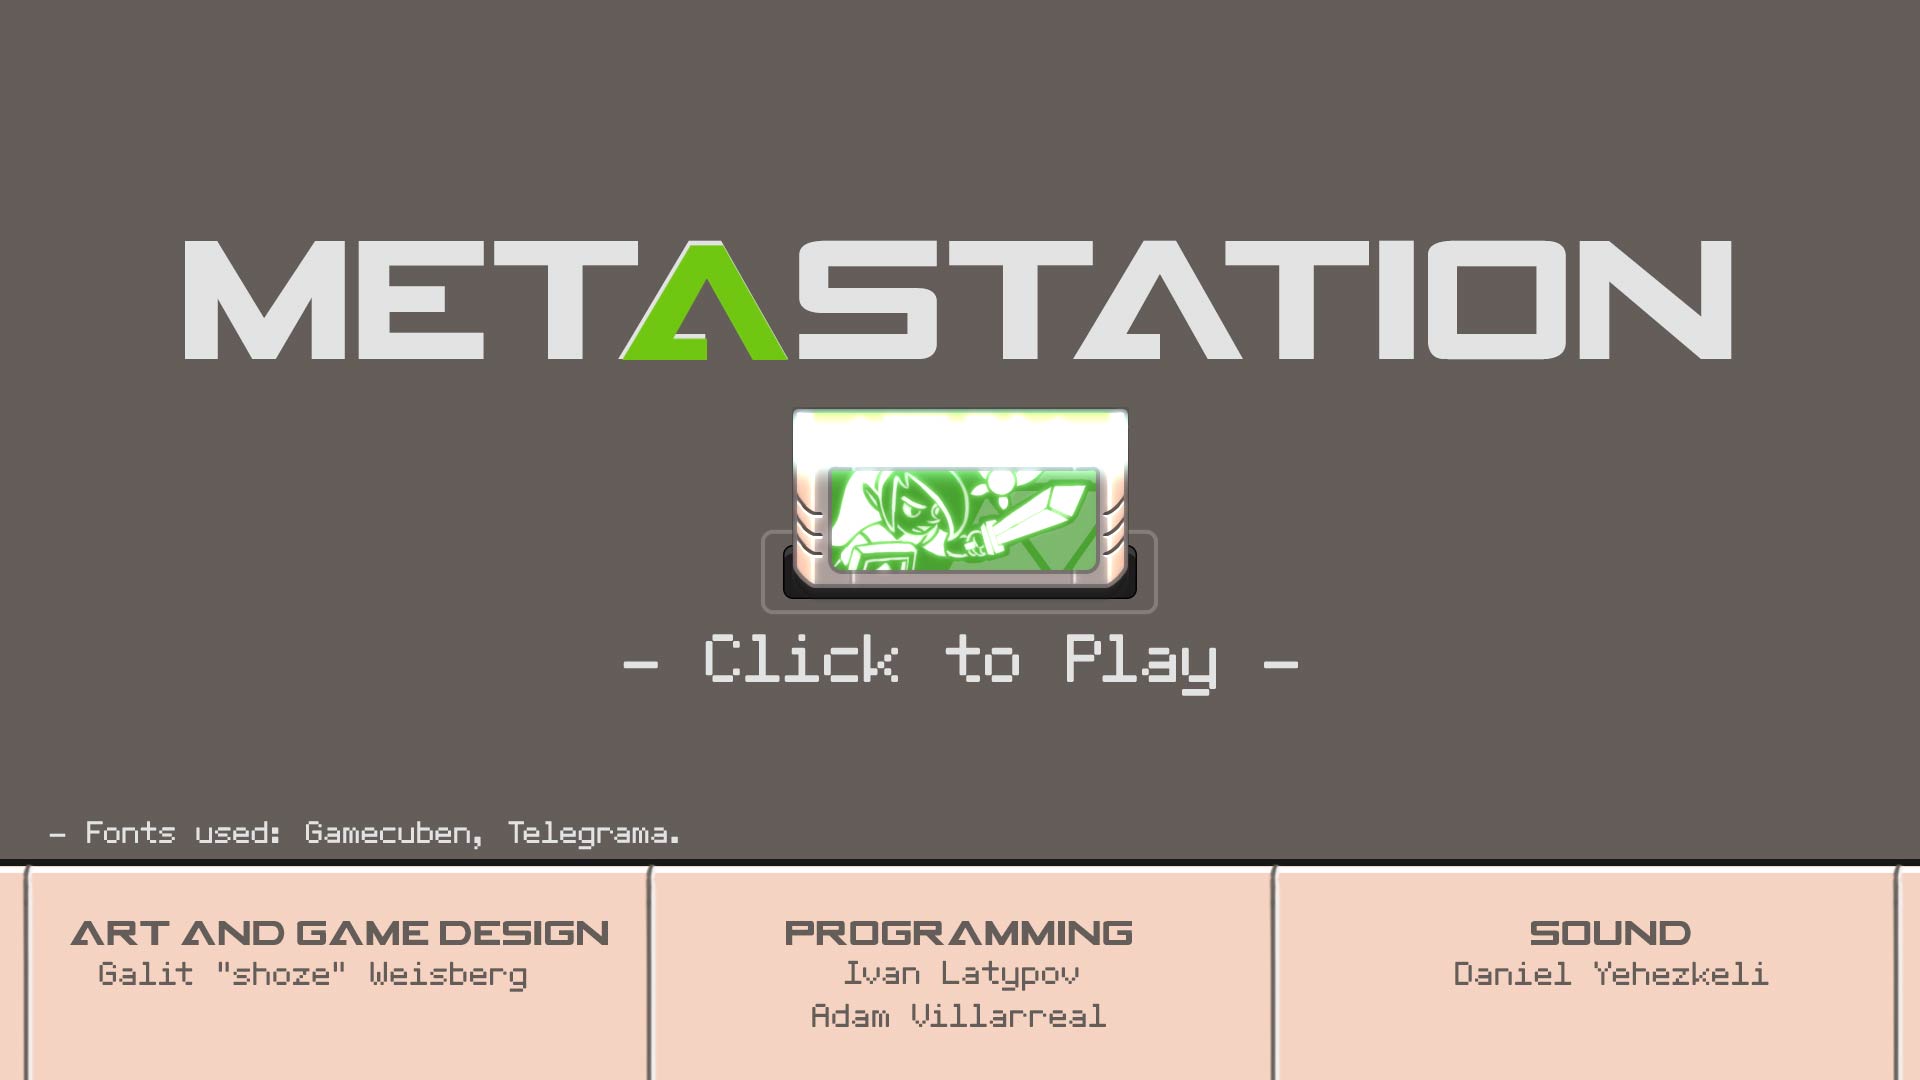 METASTATION
- Click to Play -
- Fonts used: Gamecuben, Telegrama.
ART AND GAME DESIGN
Galit "shoze" Weisberg
PROGRAMMING
Ivan Latypov
Adam Villarreal
SOUND
Daniel Yehezkeli